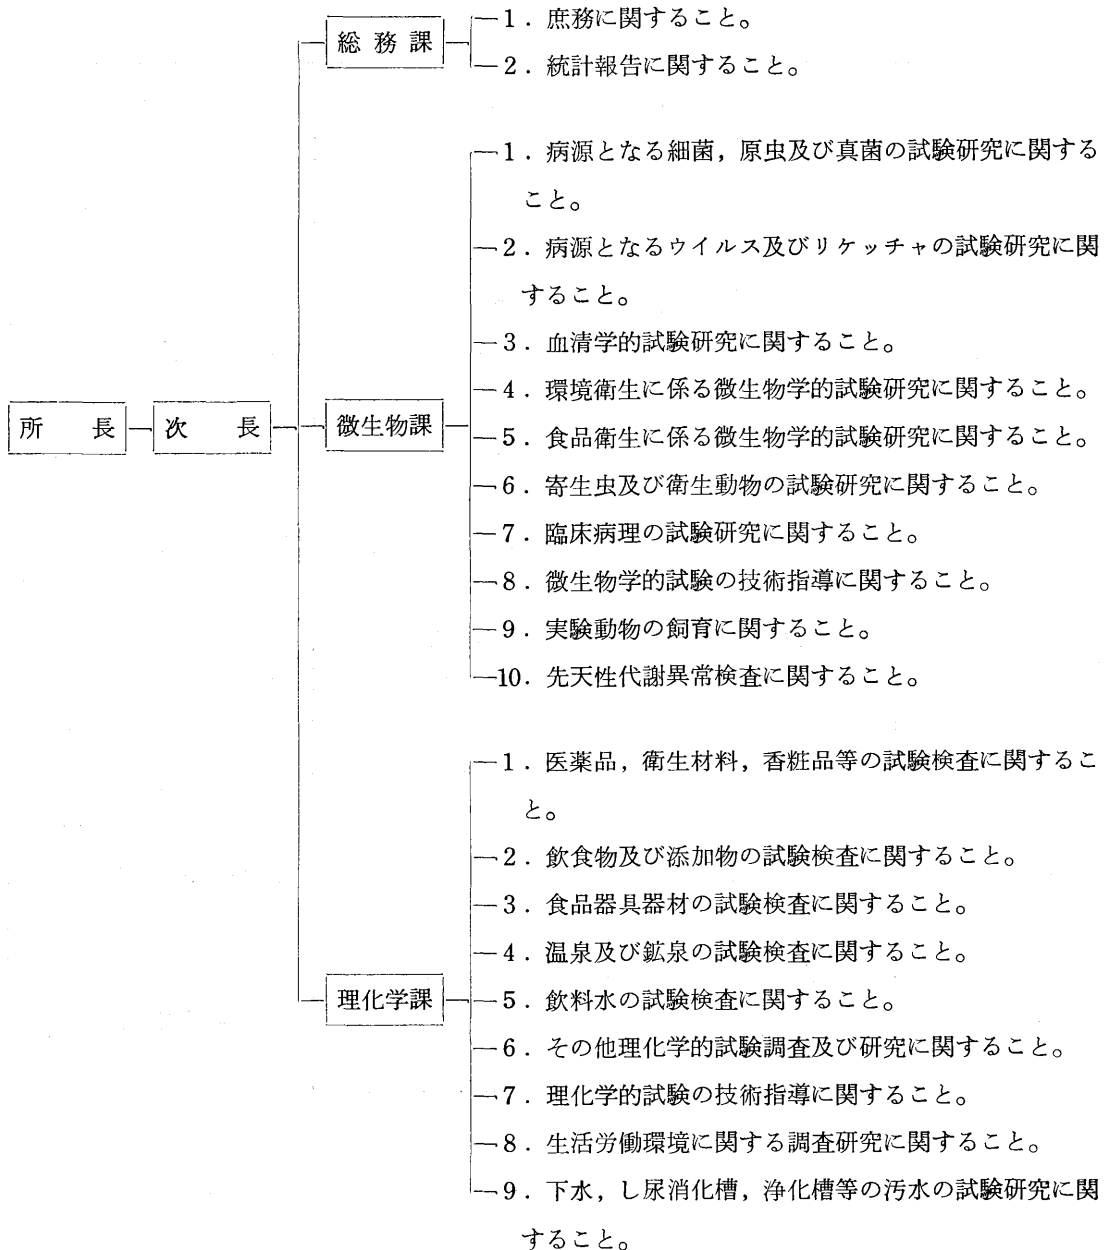 総務課
1．庶務に関すること。
2．統計報告に関すること。
1．病源となる細菌，原虫及び真菌の試験研究に関する
こと。
2．病源となるウイルス及びリケッチャの試験研究に関
すること。
3．血清学的試験研究に関すること。
4．環境衛生に係る微生物学的試験研究に関すること。
所長
次長
微生物課
5．食品衛生に係る微生物学的試験研究に関すること。
6．寄生虫及び衛生動物の試験研究に関すること。
7．臨床病理の試験研究に関すること。
8．微生物学的試験の技術指導に関すること。
9．実験動物の飼育に関すること。
10．先天性代謝異常検査に関すること。
1．医薬品，衛生材料，香粧品等の試験検査に関するこ
と。
2．飲食物及び添加物の試験検査に関すること。
3．食品器具器材の試験検査に関すること。
4．温泉及び鉱泉の試験検査に関すること。
理化学課
5．飲料水の試験検査に関すること。
6．その他理化学的試験調査及び研究に関すること。
7．理化学的試験の技術指導に関すること。
8．生活労働環境に関する調査研究に関すること。
9．下水，し尿消化槽，浄化槽等の汚水の試験研究に関
すること。